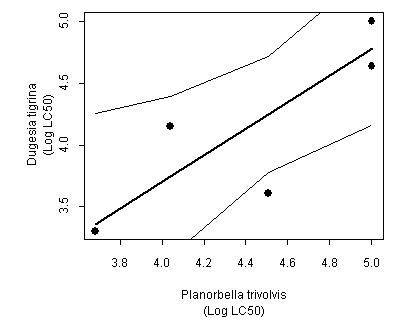 5.0
4.5
4.0
3.5
Dugesia tigrina
(Log LC50)
3.8 4.0 4.2 4.4 4.6 4.8 5.0
Planorbella trivolvis
(Log LC50)